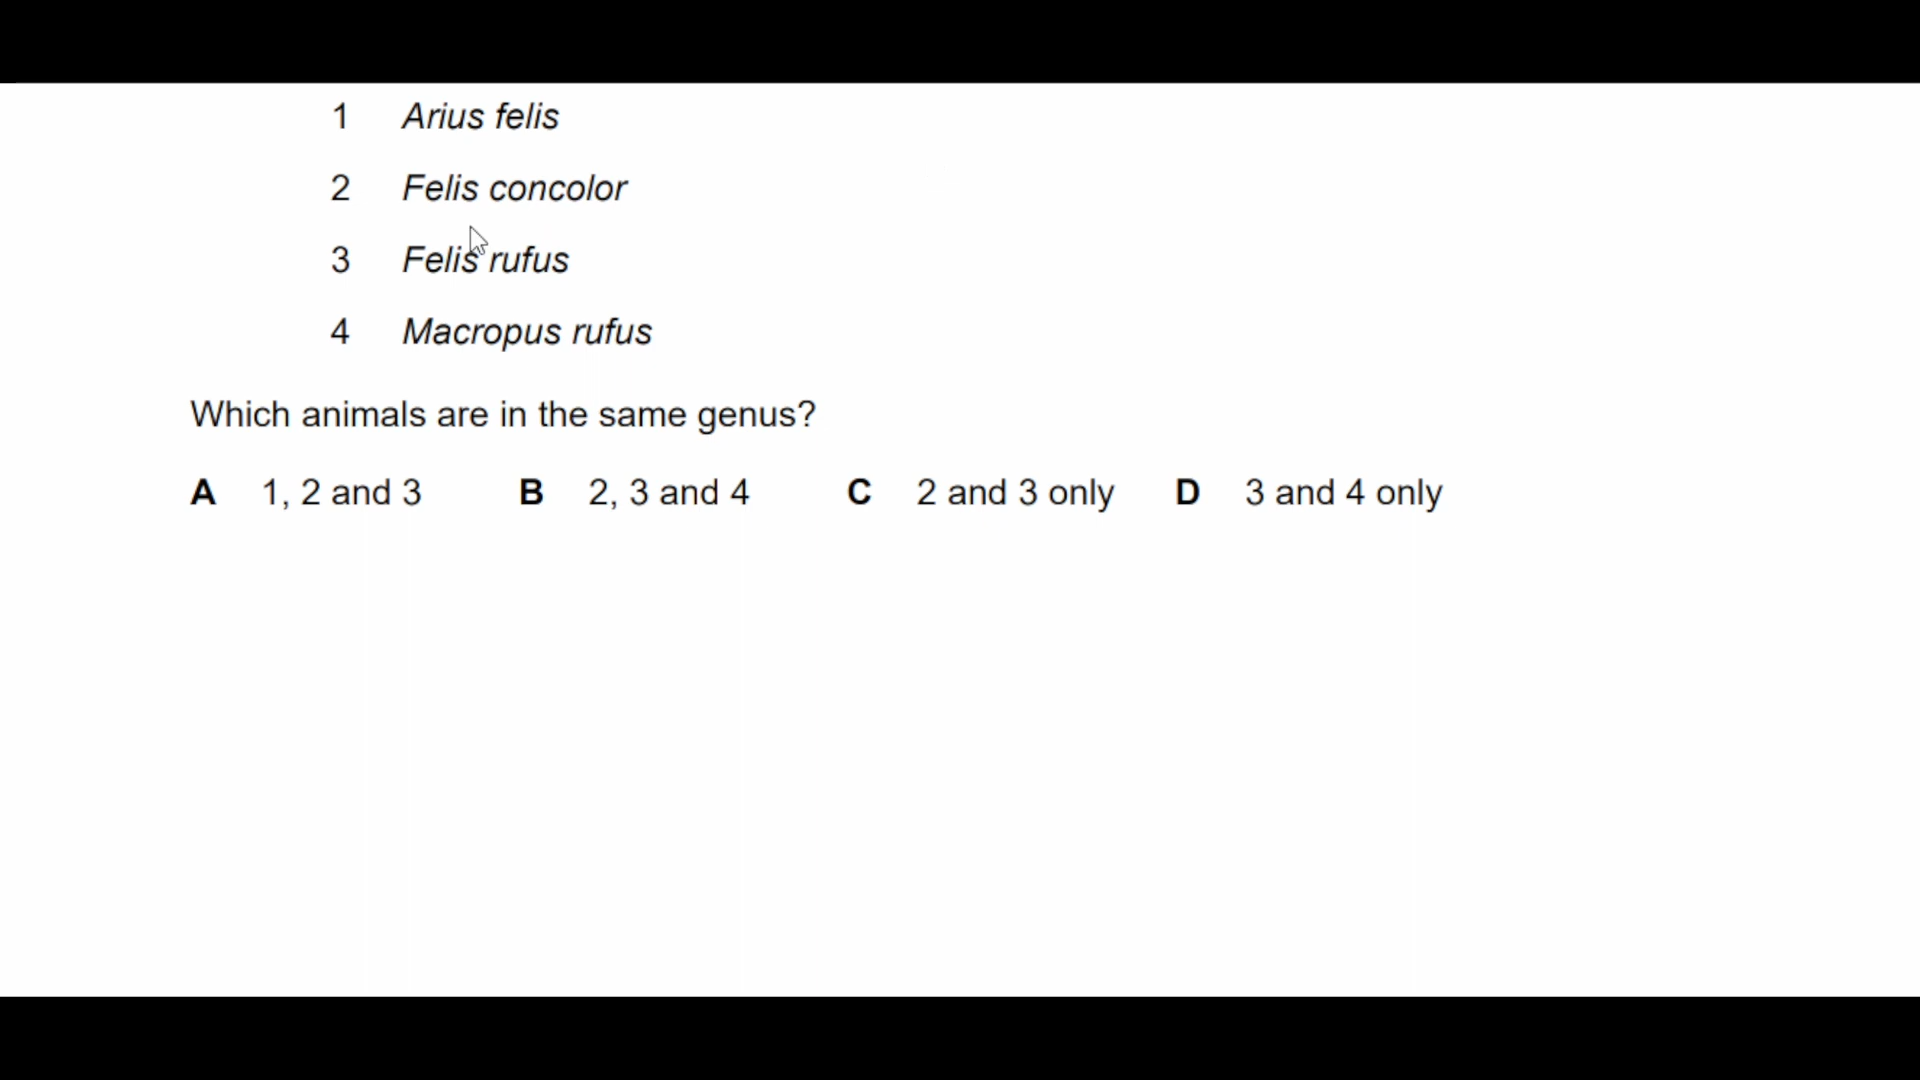 1 Arius felis
2 Felis concolor
3 Felis rufus
4 Macropus rufus
Which animals are in the same genus?
A 1, 2 and 3 B 2, 3 and 4 C 2 and 3 only D 3 and 4 only